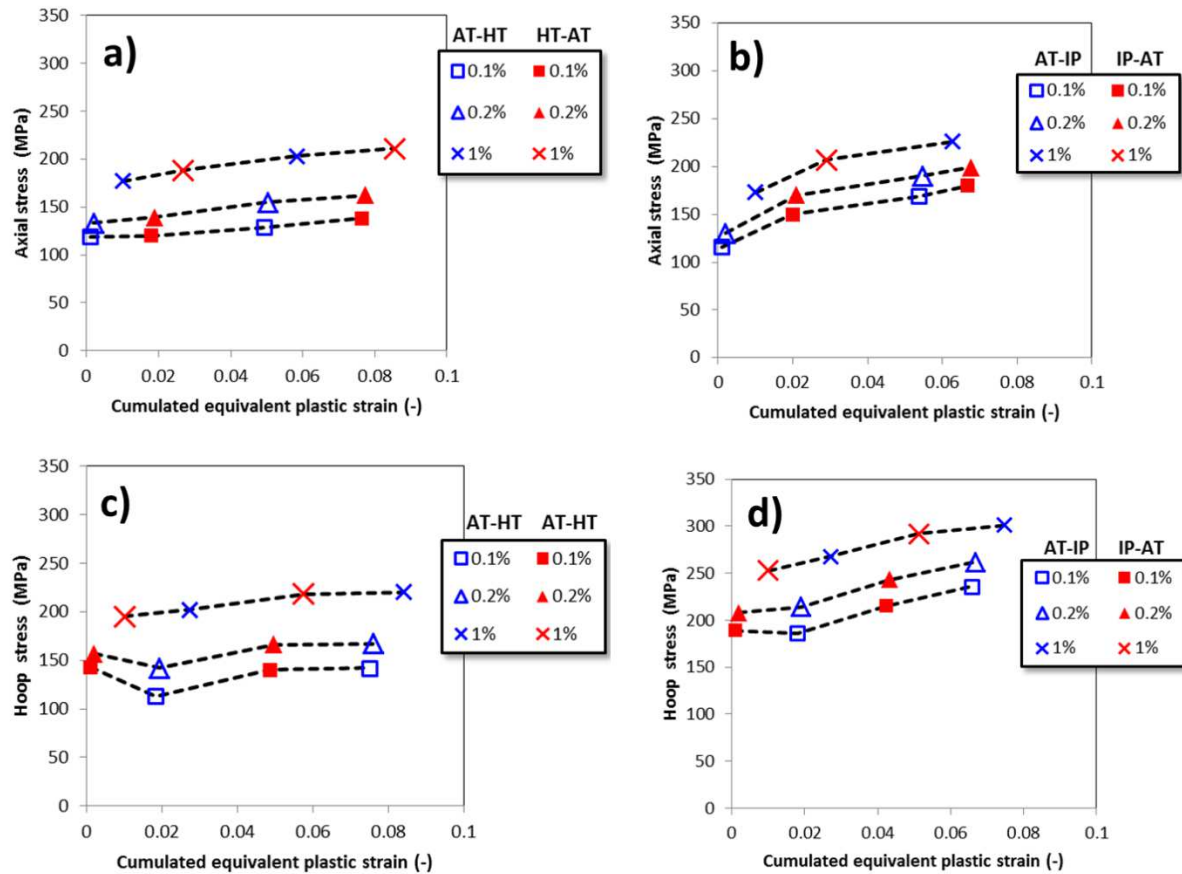 a)
350
300
250
200
150
100
50
0
Axial stress (MPa)
0 0.02 0.04 0.06 0.08 0.1
Cumulated equivalent plastic strain (-)
AT-HT HT-AT
0.1% 0.1%
0.2% 0.2%
1% 1%
b)
350
300
250
200
150
100
50
0
Axial stress (MPa)
0 0.02 0.04 0.06 0.08 0.1
Cumulated equivalent plastic strain (-)
AT-IP IP-AT
0.1% 0.1%
0.2% 0.2%
1% 1%
c)
350
300
250
200
150
100
50
0
Hoop stress (MPa)
0 0.02 0.04 0.06 0.08 0.1
Cumulated equivalent plastic strain (-)
AT-HT AT-HT
0.1% 0.1%
0.2% 0.2%
1% 1%
d)
350
300
250
200
150
100
50
0
Hoop stress (MPa)
0 0.02 0.04 0.06 0.08 0.1
Cumulated equivalent plastic strain (-)
AT-IP IP-AT
0.1% 0.1%
0.2% 0.2%
1% 1%